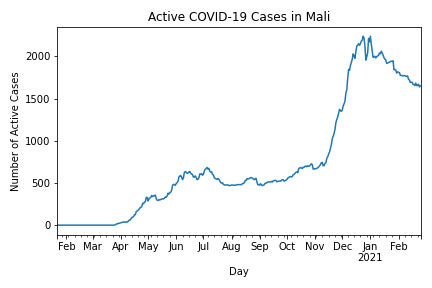 Active COVID-19 Cases in Mali
Number of Active Cases
2000
1500
1000
500
0
Feb Mar Apr May Jun Jul Aug Sep Oct Nov Dec Jan Feb
2021
Day